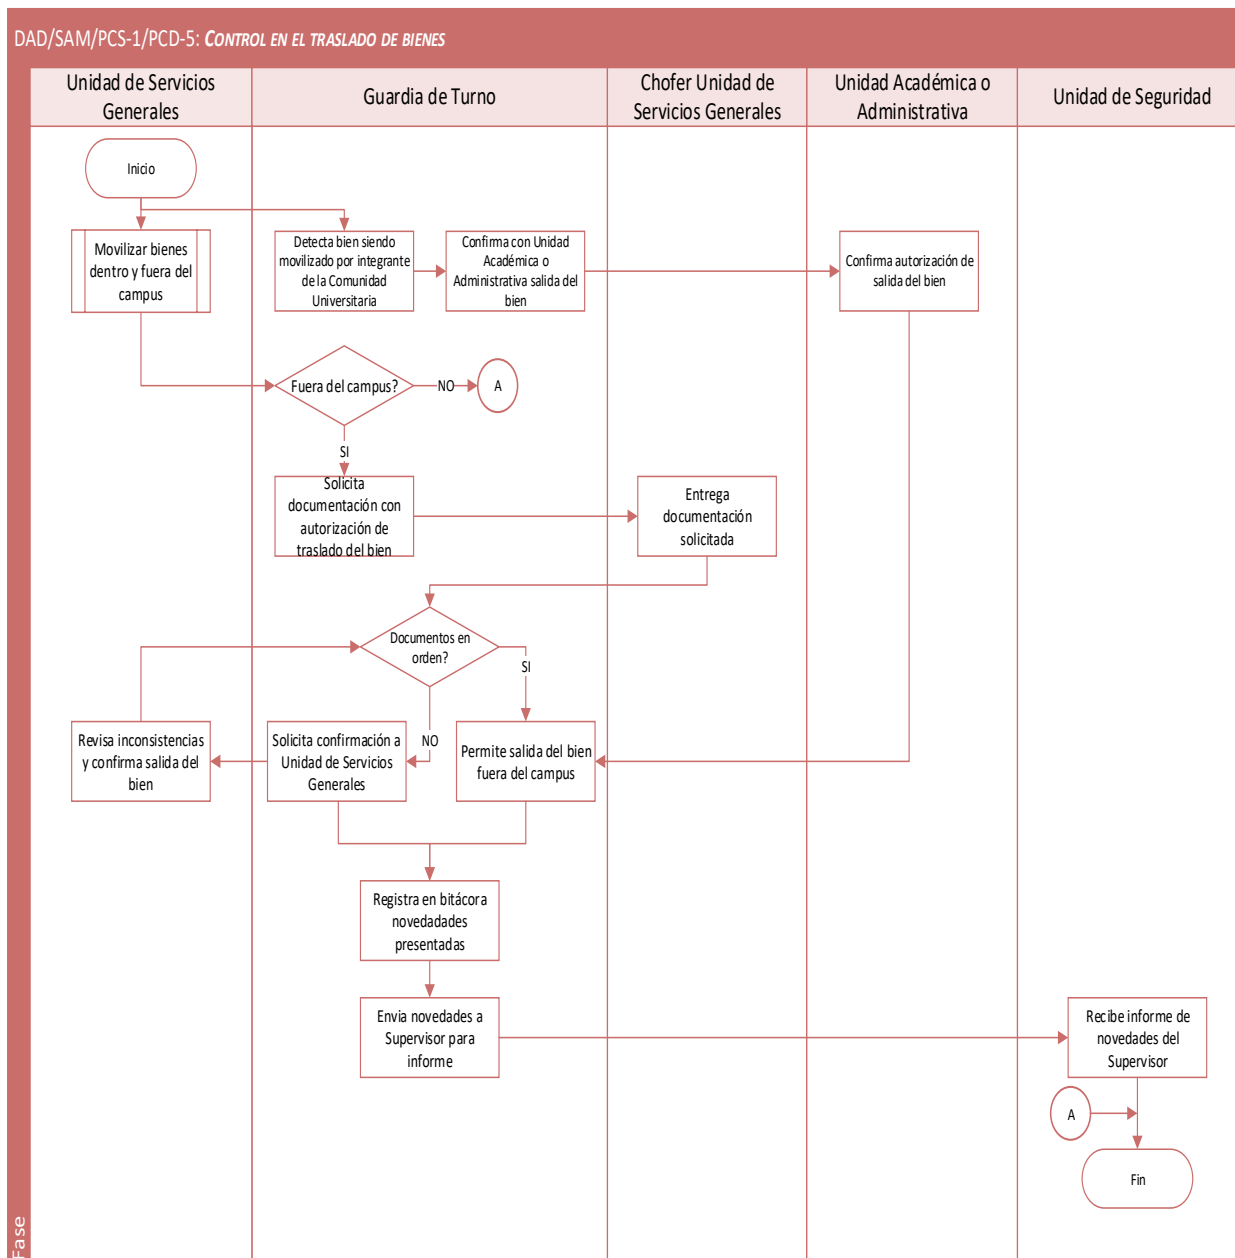 DAD/SAM/PCS-1/PCD-5: CONTROL EN EL TRASLADO DE BIENES
Unidad de Servicios
Generales
Guardia de Turno
Chofer Unidad de
Servicios Generales
Unidad Académica o
Administrativa
Unidad de Seguridad
Inicio
Movilizar bienes
dentro y fuera del
campus
Detecta bien siendo
movilizado por integrante
de la Comunidad
Universitaria
Confirma con Unidad
Académica o
Administrativa salida del
bien
Confirma autorización de
salida del bien
Fuera del campus?
NO
A
SI
Solicita
documentación con
autorización de
traslado del bien
Entrega
documentación
solicitada
Documentos en
orden?
SI
NO
Revisa inconsistencias
y confirma salida del
bien
Solicita confirmación a
Unidad de Servicios
Generales
Permite salida del bien
fuera del campus
Registra en bitácora
novedadades
presentadas
Envia novedades a
Supervisor para
informe
Recibe informe de
novedades del
Supervisor
A
Fin
Fase